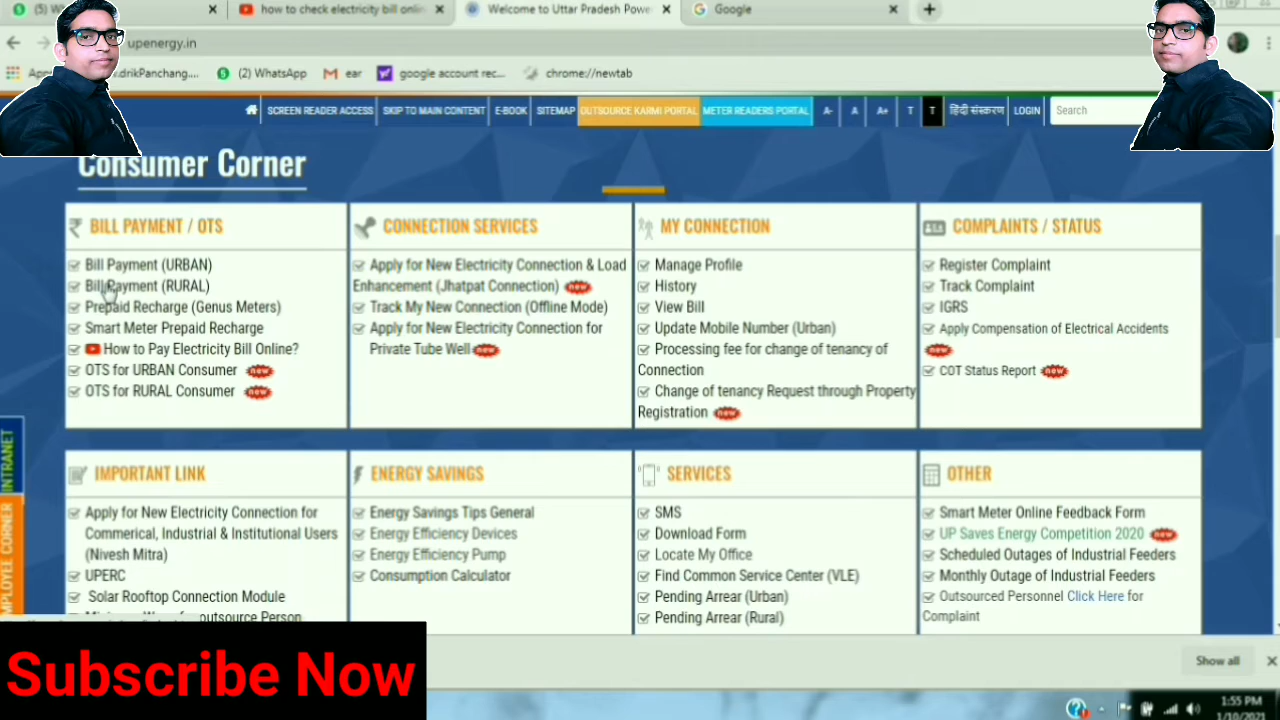 (5) W
how to check electricity bill onlin
Welcome to Uttar Pradesh Power
Google
upenergy.in
drikPanchang....
(2) WhatsApp
ear
google account rec...
chrome://newtab
SCREEN READER ACCESS
SKIP TO MAIN CONTENT
E-BOOK
SITEMAP
OUTSOURCE KARMI PORTAL
METER READERS PORTAL
A-
A
A+
T
T
हिंदी संस्करण
LOGIN
Search
Consumer Corner
BILL PAYMENT / OTS
Bill Payment (URBAN)
Bill Payment (RURAL)
Prepaid Recharge (Genus Meters)
Smart Meter Prepaid Recharge
How to Pay Electricity Bill Online?
OTS for URBAN Consumer new
OTS for RURAL Consumer new
CONNECTION SERVICES
Apply for New Electricity Connection & Load
Enhancement (Jhatpat Connection) new
Track My New Connection (Offline Mode)
Apply for New Electricity Connection for
Private Tube Well new
MY CONNECTION
Manage Profile
History
View Bill
Update Mobile Number (Urban)
Processing fee for change of tenancy of
Connection
Change of tenancy Request through Property
Registration new
COMPLAINTS / STATUS
Register Complaint
Track Complaint
IGRS
Apply Compensation of Electrical Accidents
new
COT Status Report new
INTRANET
EMPLOYEE CORNER
IMPORTANT LINK
Apply for New Electricity Connection for
Commerical, Industrial & Institutional Users
(Nivesh Mitra)
UPERC
Solar Rooftop Connection Module
outsource Person
ENERGY SAVINGS
Energy Savings Tips General
Energy Efficiency Devices
Energy Efficiency Pump
Consumption Calculator
SERVICES
SMS
Download Form
Locate My Office
Find Common Service Center (VLE)
Pending Arrear (Urban)
Pending Arrear (Rural)
OTHER
Smart Meter Online Feedback Form
UP Saves Energy Competition 2020 new
Scheduled Outages of Industrial Feeders
Monthly Outage of Industrial Feeders
Outsourced Personnel Click Here for
Complaint
Subscribe Now
Show all
1:55 PM
1/10/2021